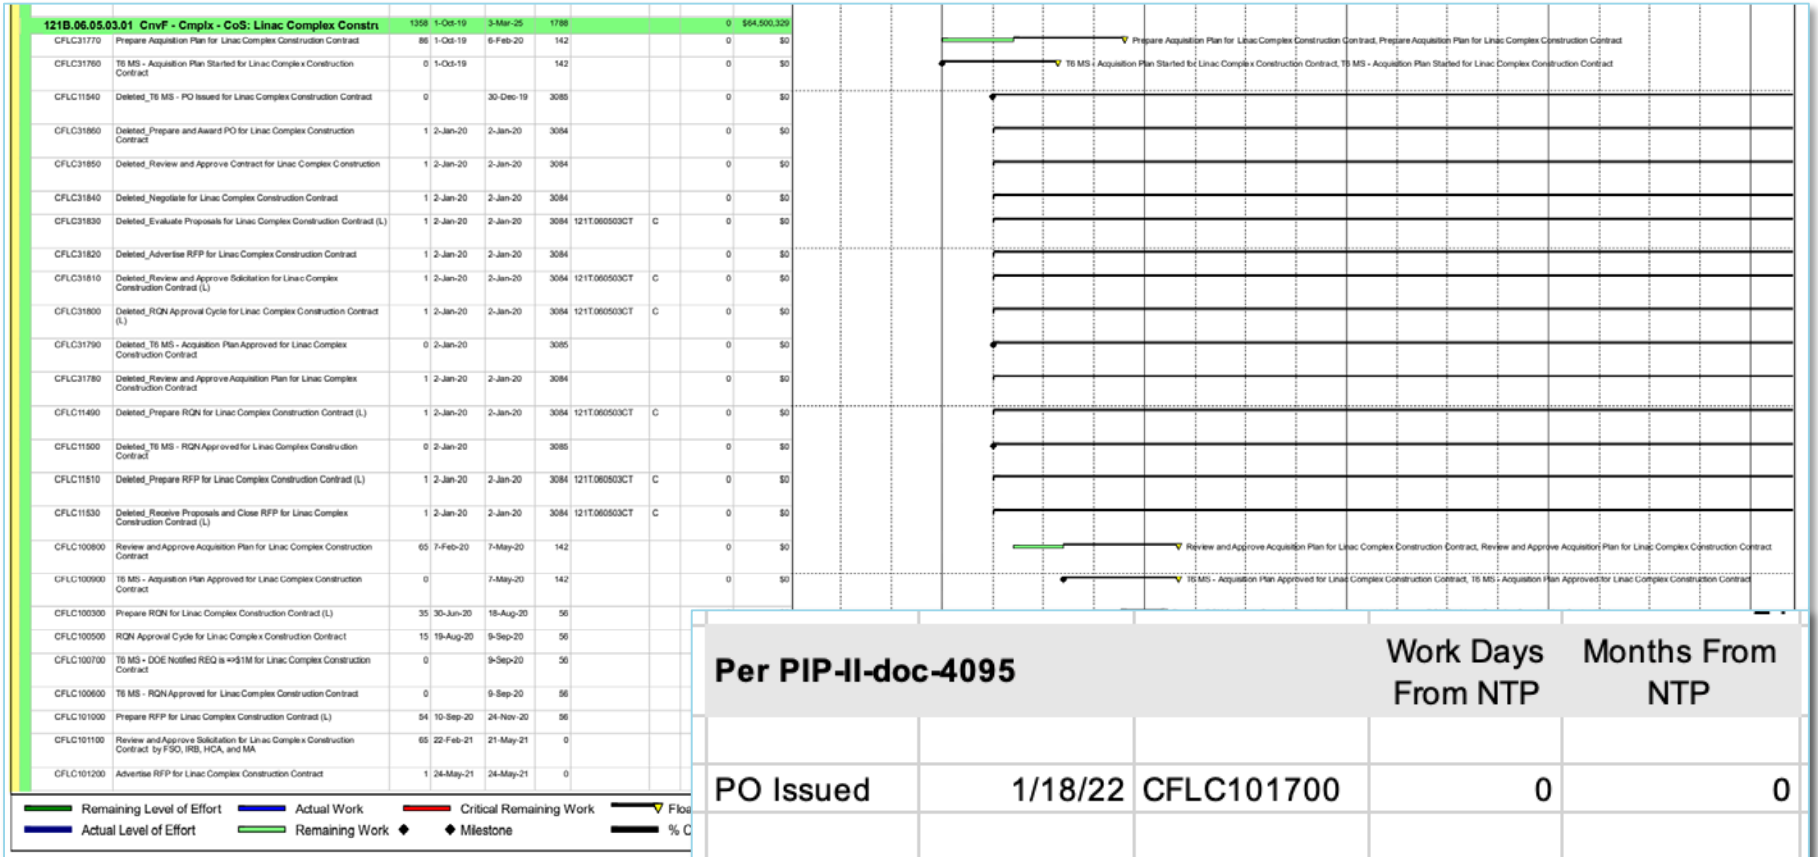 121B.06.05.03.01 CnvF - Cmplx - CoS: Linac Complex Constru 1358 1-Oct-19 3-Mar-25 1788 0 $64,500,329
CFLC31770 Prepare Acquisition Plan for Linac Complex Construction Contract 86 1-Oct-19 6-Feb-20 142 0 $0 Prepare Acquisition Plan for Linac Complex Construction Contract, Prepare Acquisition Plan for Linac Complex Construction Contract
CFLC31760 T6 MS - Acquisition Plan Started for Linac Complex Construction 0 1-Oct-19 142 0 $0 T6 MS - Acquisition Plan Started for Linac Complex Construction Contract, T6 MS - Acquisition Plan Started for Linac Complex Construction Contract
Contract
CFLC11540 Deleted_T6 MS - PO Issued for Linac Complex Construction Contract 0 30-Dec-19 3085 0 $0
CFLC31860 Deleted_Prepare and Award PO for Linac Complex Construction 1 2-Jan-20 2-Jan-20 3084 0 $0
Contract
CFLC31850 Deleted_Review and Approve Contract for Linac Complex Construction 1 2-Jan-20 2-Jan-20 3084 0 $0
CFLC31840 Deleted_Negotiate for Linac Complex Construction Contract 1 2-Jan-20 2-Jan-20 3084 0 $0
CFLC31830 Deleted_Evaluate Proposals for Linac Complex Construction Contract (L) 1 2-Jan-20 2-Jan-20 3084 121T.060503CT C 0 $0
CFLC31820 Deleted_Advertise RFP for Linac Complex Construction Contract 1 2-Jan-20 2-Jan-20 3084 0 $0
CFLC31810 Deleted_Review and Approve Solicitation for Linac Complex 1 2-Jan-20 2-Jan-20 3084 121T.060503CT C 0 $0
Construction Contract (L)
CFLC31800 Deleted_RQN Approval Cycle for Linac Complex Construction Contract 1 2-Jan-20 2-Jan-20 3084 121T.060503CT C 0 $0
(L)
CFLC31790 Deleted_T6 MS - Acquisition Plan Approved for Linac Complex 0 2-Jan-20 3085 0 $0
Construction Contract
CFLC31780 Deleted_Review and Approve Acquisition Plan for Linac Complex 1 2-Jan-20 2-Jan-20 3084 0 $0
Construction Contract
CFLC11490 Deleted_Prepare RQN for Linac Complex Construction Contract (L) 1 2-Jan-20 2-Jan-20 3084 121T.060503CT C 0 $0
CFLC11500 Deleted_T6 MS - RQN Approved for Linac Complex Construction 0 2-Jan-20 3085 0 $0
Contract
CFLC11510 Deleted_Prepare RFP for Linac Complex Construction Contract (L) 1 2-Jan-20 2-Jan-20 3084 121T.060503CT C 0 $0
CFLC11530 Deleted_Receive Proposals and Close RFP for Linac Complex 1 2-Jan-20 2-Jan-20 3084 121T.060503CT C 0 $0
Construction Contract (L)
CFLC100800 Review and Approve Acquisition Plan for Linac Complex Construction 65 7-Feb-20 7-May-20 142 0 $0 Review and Approve Acquisition Plan for Linac Complex Construction Contract, Review and Approve Acquisition Plan for Linac Complex Construction Contract
Contract
CFLC100900 T6 MS - Acquisition Plan Approved for Linac Complex Construction 0 7-May-20 142 0 $0 T6 MS - Acquisition Plan Approved for Linac Complex Construction Contract, T6 MS - Acquisition Plan Approved for Linac Complex Construction Contract
Contract
CFLC100300 Prepare RQN for Linac Complex Construction Contract (L) 35 30-Jun-20 18-Aug-20 56
CFLC100500 RQN Approval Cycle for Linac Complex Construction Contract 15 19-Aug-20 9-Sep-20 56
CFLC100700 T6 MS - DOE Notified REQ is =>$1M for Linac Complex Construction 0 9-Sep-20 56
Contract
CFLC100600 T6 MS - RQN Approved for Linac Complex Construction Contract 0 9-Sep-20 56
CFLC101000 Prepare RFP for Linac Complex Construction Contract (L) 54 10-Sep-20 24-Nov-20 56
CFLC101100 Review and Approve Solicitation for Linac Complex Construction 65 22-Feb-21 21-May-21 0
Contract by FSO, IRB, HCA, and MA
CFLC101200 Advertise RFP for Linac Complex Construction Contract 1 24-May-21 24-May-21 0
Remaining Level of Effort Actual Work Critical Remaining Work Floa
Actual Level of Effort Remaining Work Milestone % C
Per PIP-II-doc-4095 Work Days Months From
From NTP NTP
PO Issued 1/18/22 CFLC101700 0 0